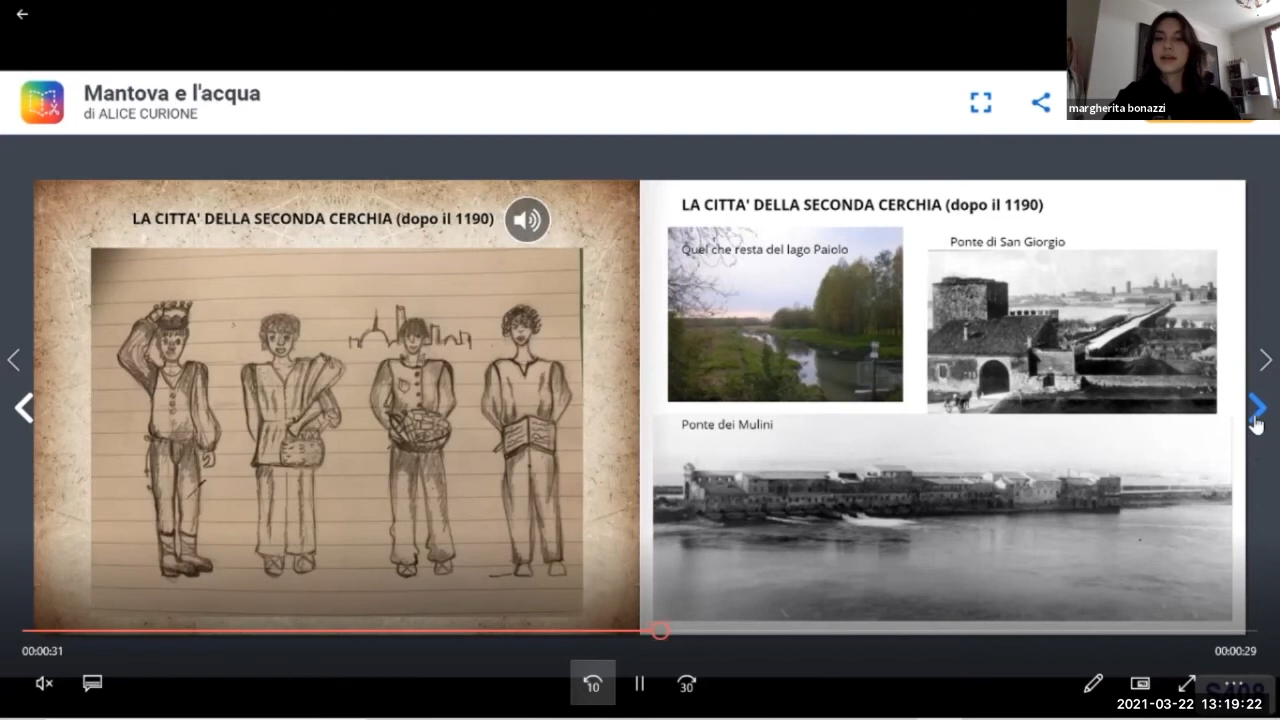 Mantova e l'acqua
di ALICE CURIONE
margherita bonazzi
LA CITTA' DELLA SECONDA CERCHIA (dopo il 1190)
LA CITTA' DELLA SECONDA CERCHIA (dopo il 1190)
Quel che resta del lago Paiolo
Ponte di San Giorgio
Ponte dei Mulini
00:00:31
00:00:29
10
30
2021-03-22 13:19:22